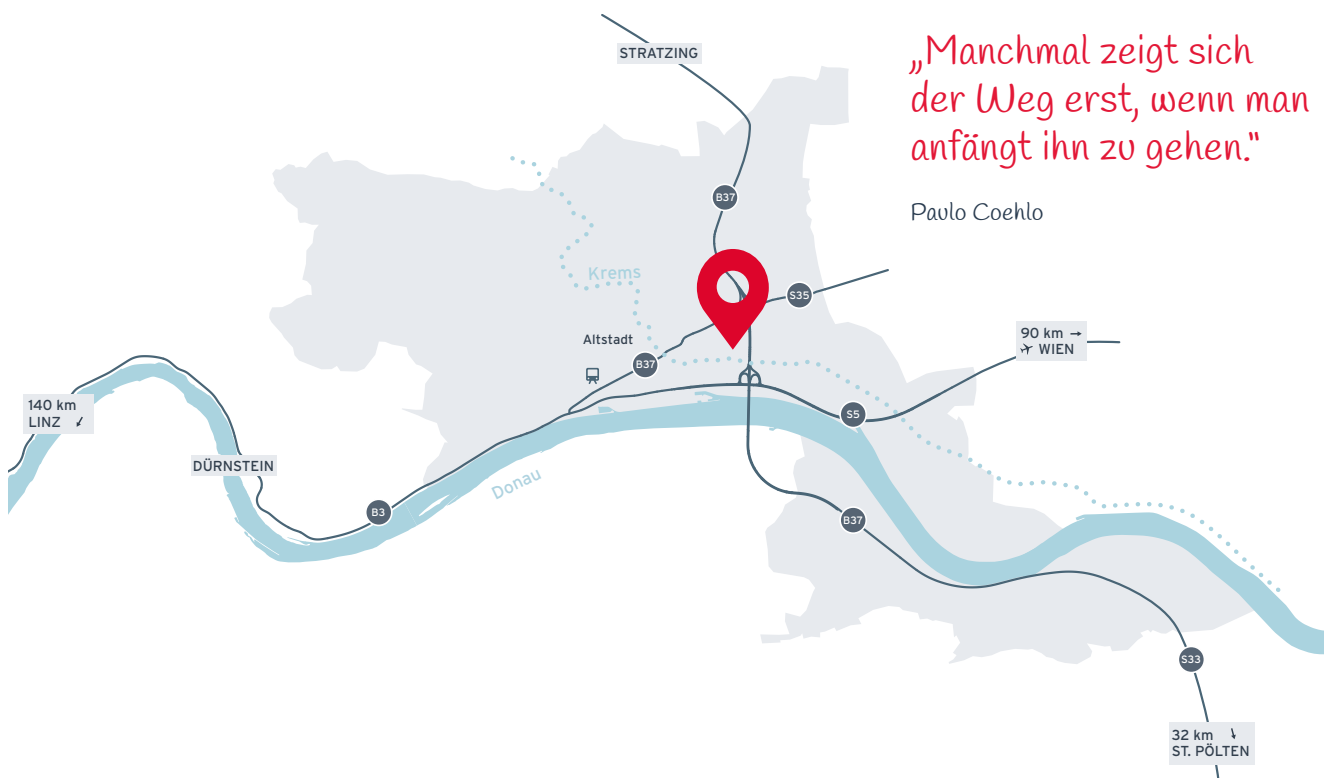 STRATZING
„Manchmal zeigt sich
der Weg erst, wenn man
anfängt ihn zu gehen."
Paulo Coehlo
B37
Krems
S35
Altstadt
B37
90 km →
WIEN
140 km
LINZ ↙
S5
DÜRNSTEIN
Donau
B3
B37
S33
32 km ↘
ST. PÖLTEN